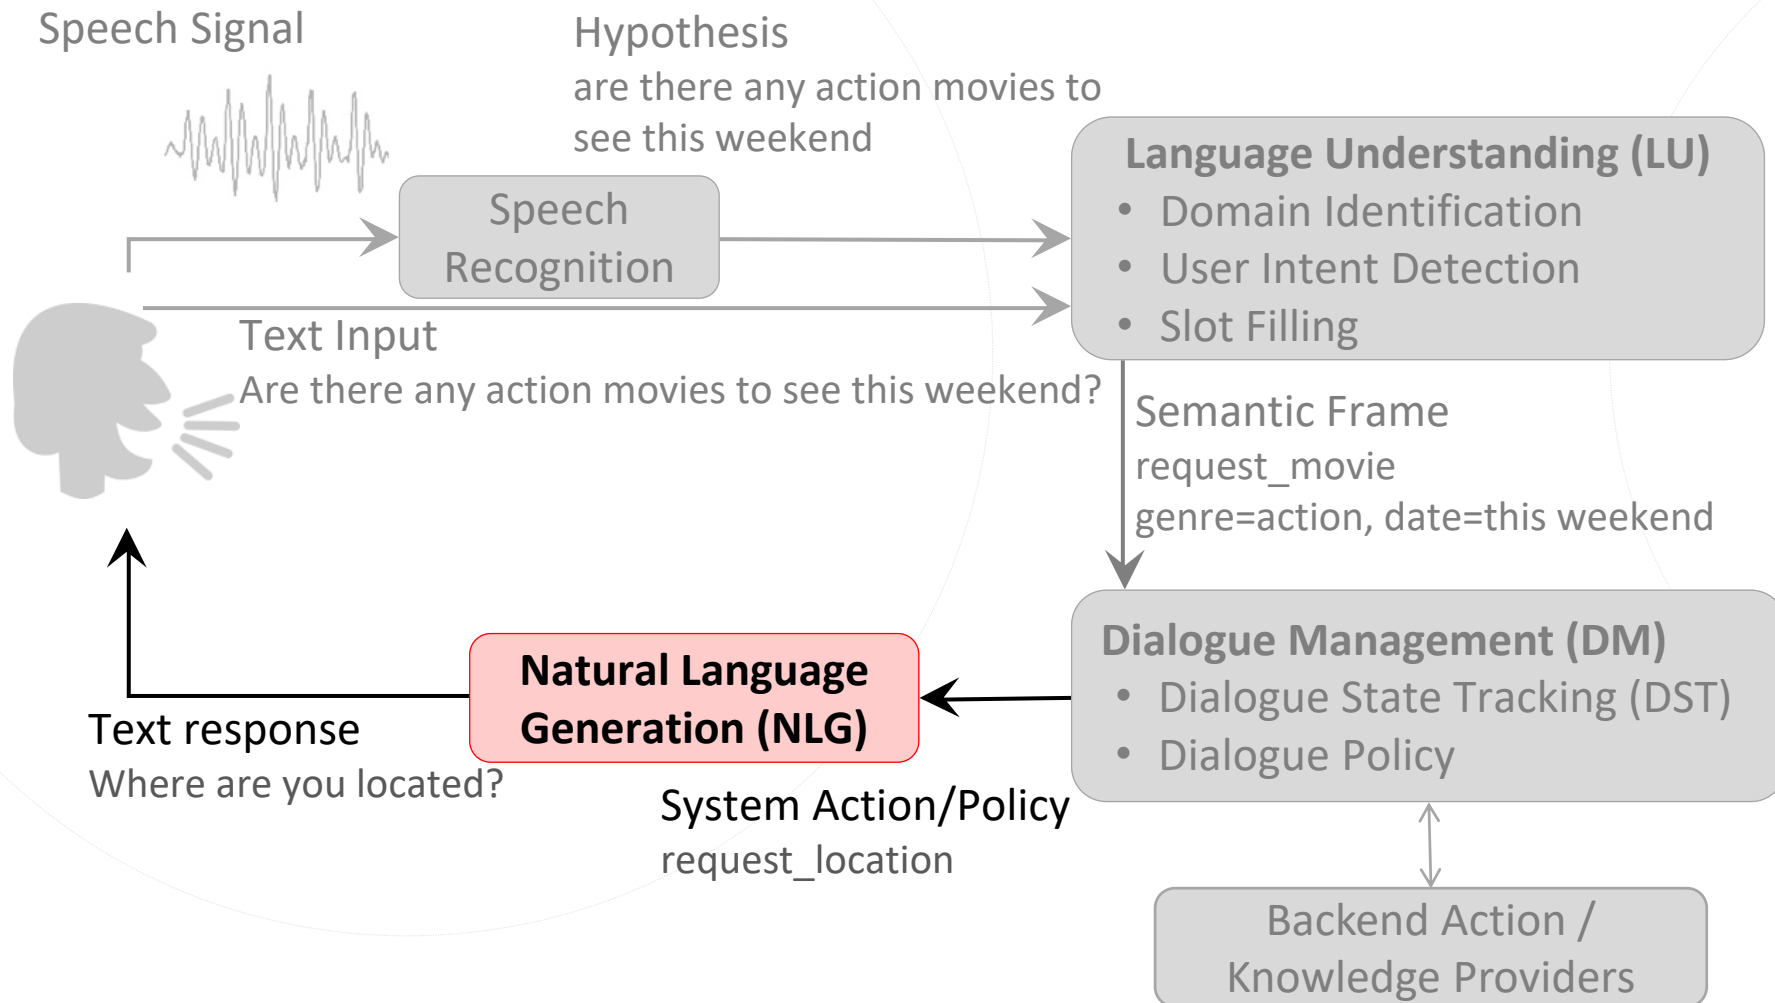 Speech Signal
Hypothesis
are there any action movies to
see this weekend
Speech
Recognition
Language Understanding (LU)
• Domain Identification
• User Intent Detection
• Slot Filling
Text Input
Are there any action movies to see this weekend?
Semantic Frame
request_movie
genre=action, date=this weekend
Dialogue Management (DM)
• Dialogue State Tracking (DST)
• Dialogue Policy
Natural Language
Generation (NLG)
Text response
Where are you located?
System Action/Policy
request_location
Backend Action /
Knowledge Providers